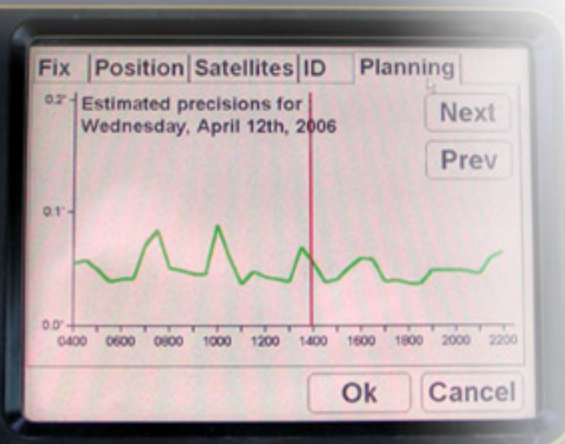 Fix Position Satellites ID Planning
0.2'
Estimated precisions for
Wednesday, April 12th, 2006
Next
Prev
0.1'
0.0'
0400 0600 0800 1000 1200 1400 1600 1800 2000 2200
Ok Cancel